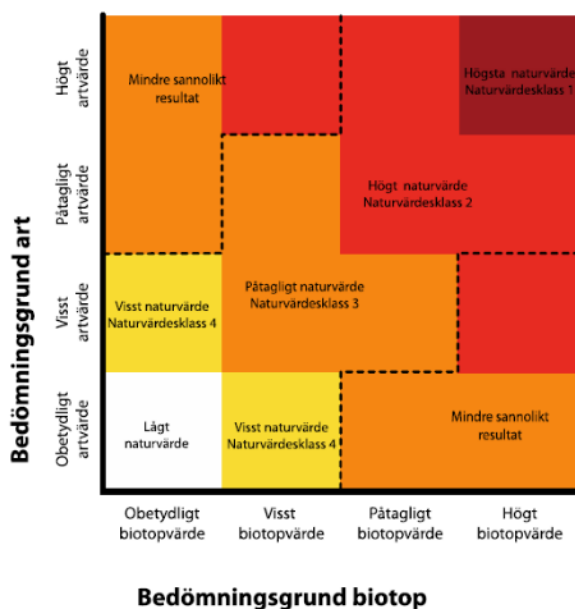 Bedömningsgrund art
Högt
artvärde
Påtagligt
artvärde
Visst
artvärde
Obetydligt
artvärde
Mindre sannolikt
resultat
Högsta naturvärde
Naturvärdesklass 1
Högt naturvärde
Naturvärdesklass 2
Påtagligt naturvärde
Naturvärdesklass 3
Visst naturvärde
Naturvärdesklass 4
Lågt
naturvärde
Visst naturvärde
Naturvärdesklass 4
Mindre sannolikt
resultat
Obetydligt
biotopvärde
Visst
biotopvärde
Påtagligt
biotopvärde
Högt
biotopvärde
Bedömningsgrund biotop